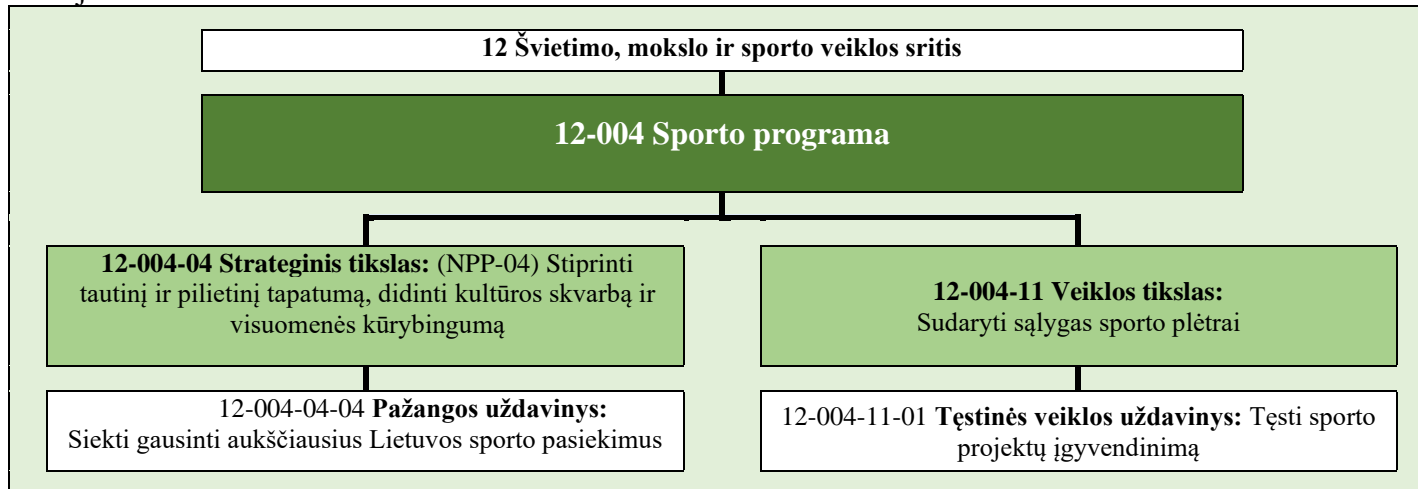 12 Švietimo, mokslo ir sporto veiklos sritis
12-004 Sporto programa
12-004-04 Strateginis tikslas: (NPP-04) Stiprinti
tautinį ir pilietinį tapatumą, didinti kultūros skvarbą ir
visuomenės kūrybingumą
12-004-11 Veiklos tikslas:
Sudaryti sąlygas sporto plėtrai
12-004-04-04 Pažangos uždavinys:
Siekti gausinti aukščiausius Lietuvos sporto pasiekimus
12-004-11-01 Tęstinės veiklos uždavinys: Tęsti sporto
projektų įgyvendinimą